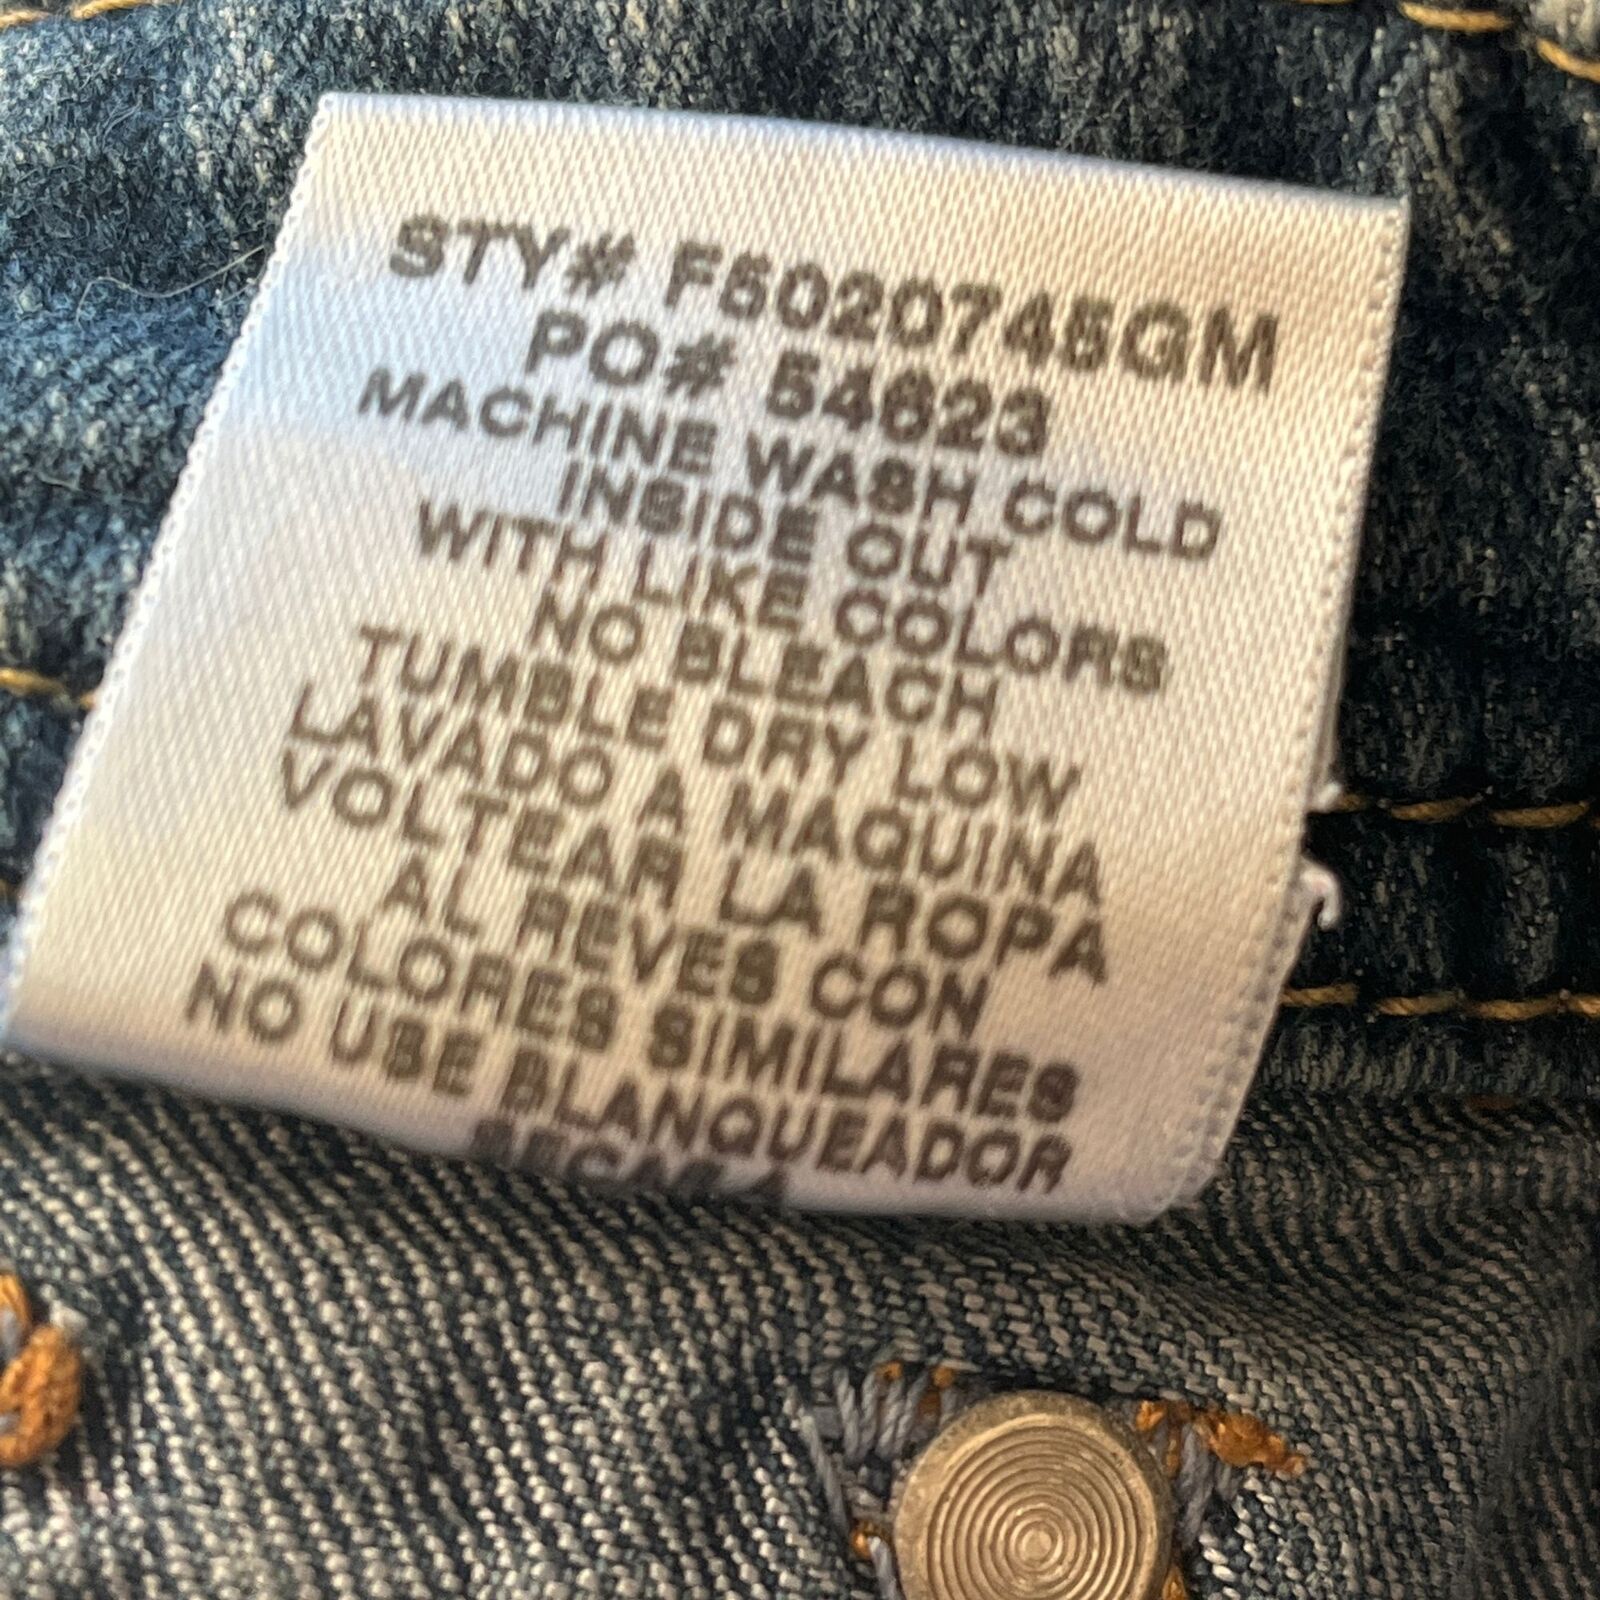 STY# F5020745GM
PO# 54623
MACHINE WASH COLD
INSIDE OUT
WITH LIKE COLORS
NO BLEACH
TUMBLE DRY LOW
LAVADO A MAQUINA
VOLTEAR LA ROPA
AL REVES CON
COLORES SIMILARES
NO USE BLANQUEADOR